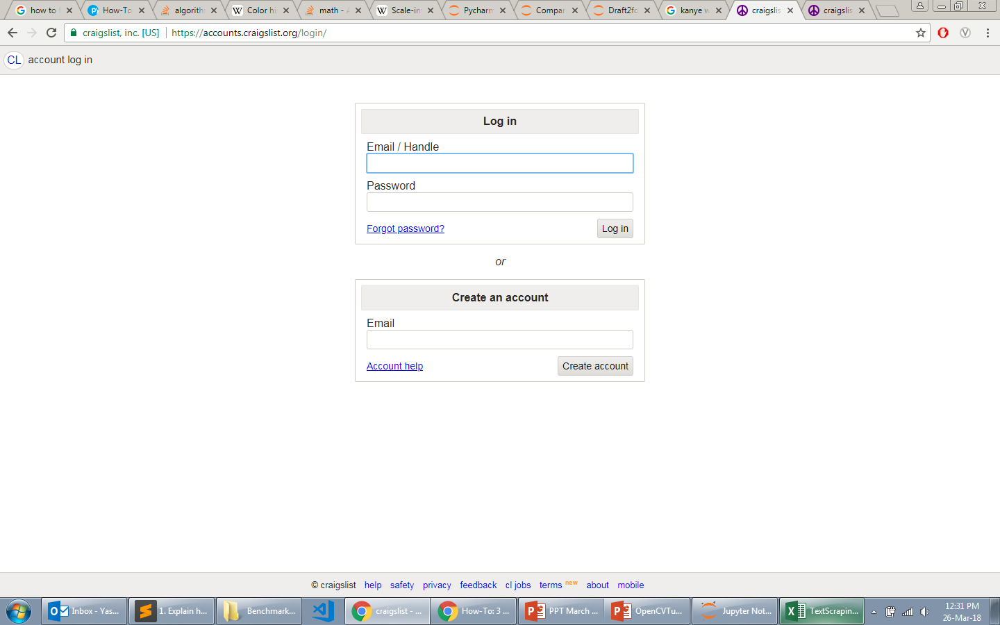 how to
How-To
algorith
Color hi
math - A
Scale-in
Pycharm
Compar
Draft2fo
kanye w
craigslis
craigslis
craigslist, inc. [US] https://accounts.craigslist.org/login/
CL account log in
Log in
Email / Handle
Password
Forgot password? Log in
or
Create an account
Email
Account help Create account
© craigslist help safety privacy feedback cl jobs terms new about mobile
Inbox - Yas...
1. Explain h...
Benchmark...
craigslist - ...
How-To: 3 ...
PPT March ...
OpenCVTu...
Jupyter Not...
TextScrapin...
12:31 PM
26-Mar-18